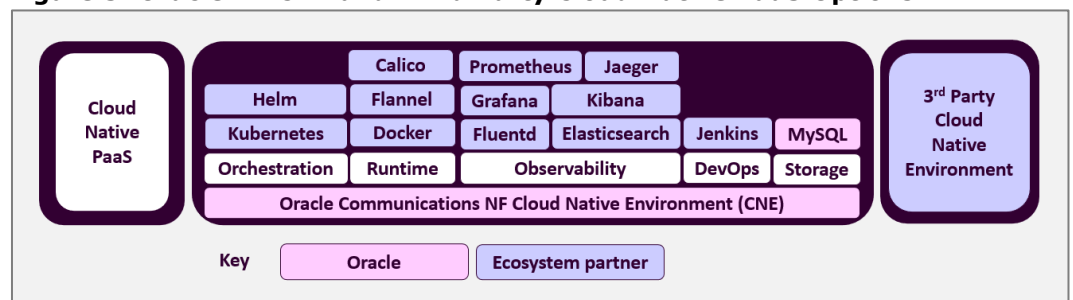 Cloud
Native
PaaS
Calico Prometheus Jaeger
Helm Flannel Grafana Kibana
Kubernetes Docker Fluentd Elasticsearch Jenkins MySQL
Orchestration Runtime Observability DevOps Storage
Oracle Communications NF Cloud Native Environment (CNE)
3rd Party
Cloud
Native
Environment
Key Oracle Ecosystem partner